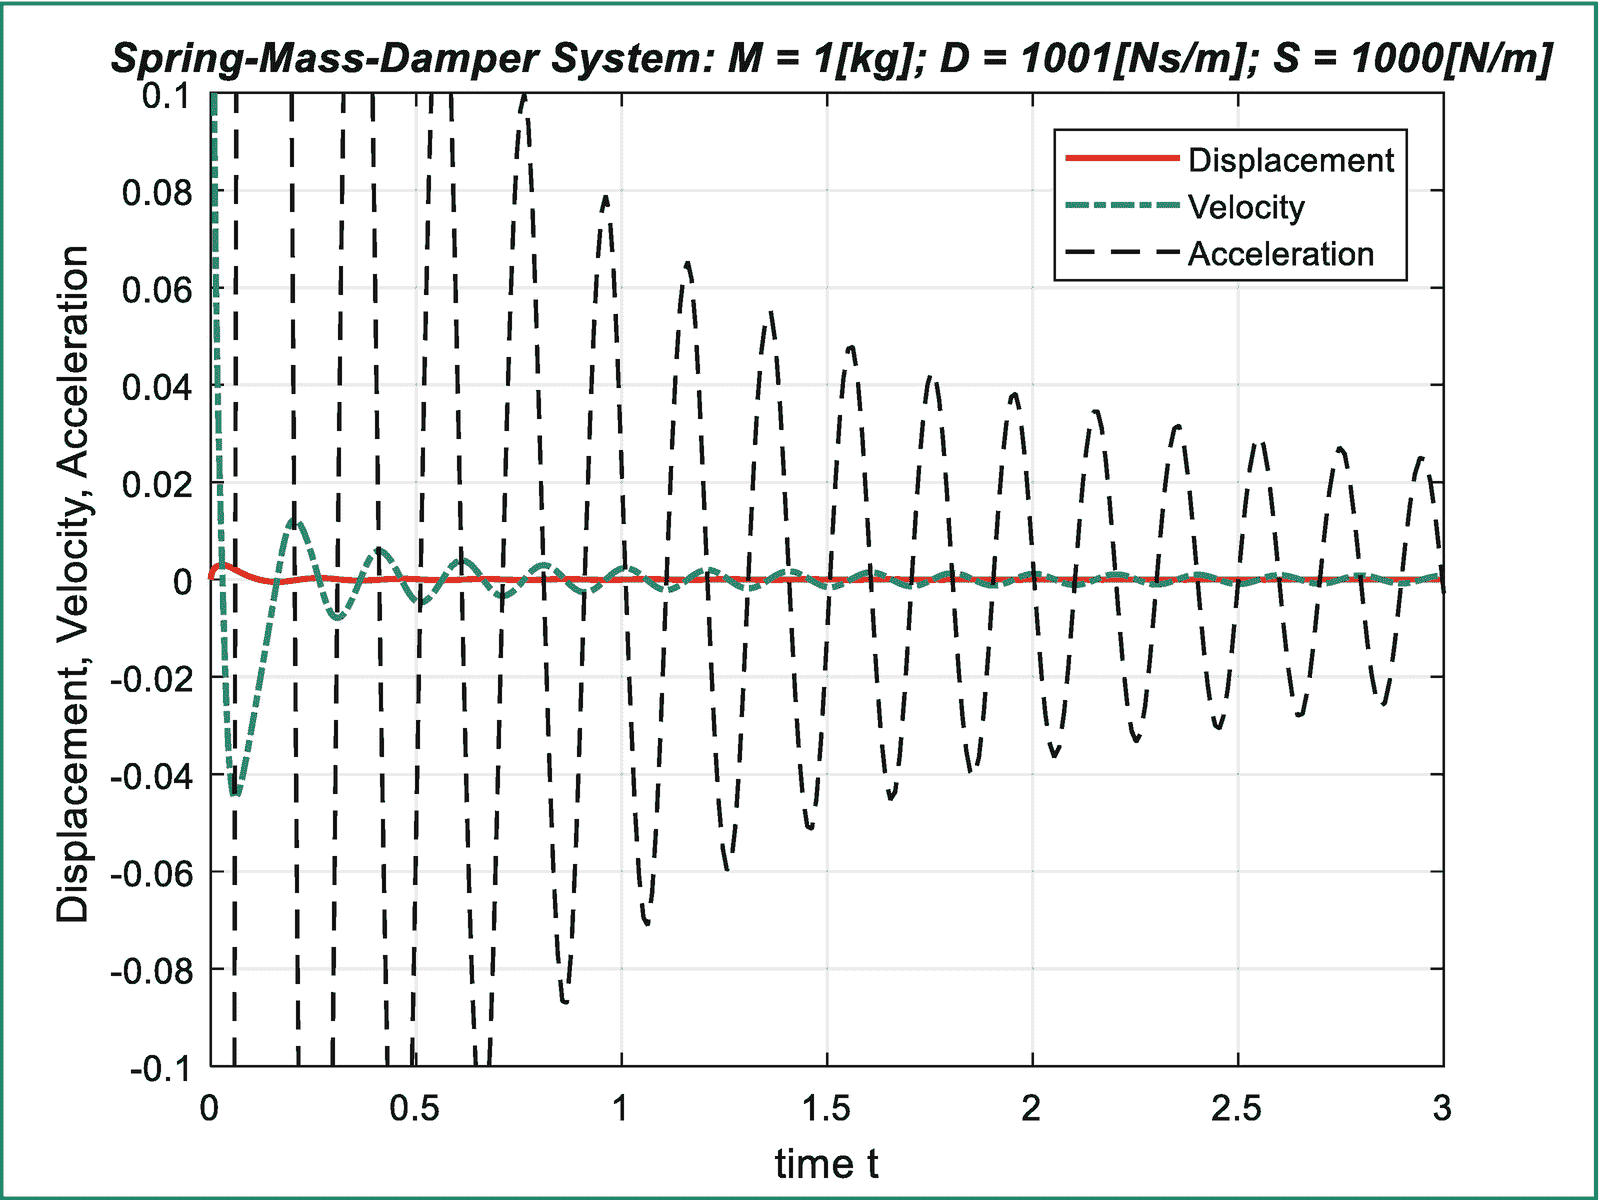 Spring-Mass-Damper System: M = 1[kg]; D = 1001[Ns/m]; S = 1000[N/m]
Displacement, Velocity, Acceleration
0.1
0.08
0.06
0.04
0.02
0
-0.02
-0.04
-0.06
-0.08
-0.1
Displacement
Velocity
Acceleration
0 0.5 1 1.5 2 2.5 3
time t